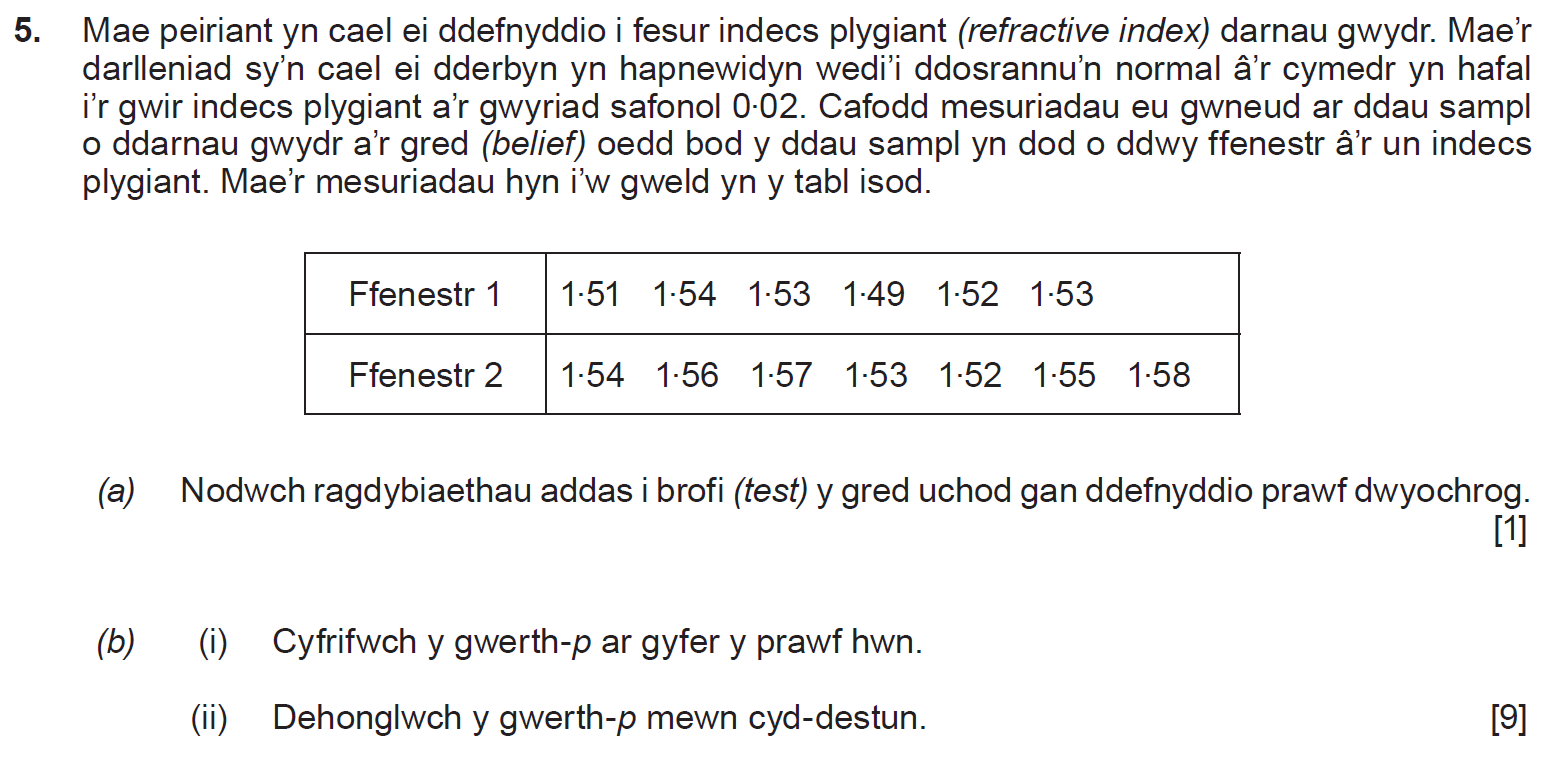 5. Mae peiriant yn cael ei ddefnyddio i fesur indecs plygiant (refractive index) darnau gwydr. Mae'r
darlleniad sy'n cael ei dderbyn yn hapnewidyn wedi'i ddosrannu'n normal â'r cymedr yn hafal
i'r gwir indecs plygiant a'r gwyriad safonol 0·02. Cafodd mesuriadau eu gwneud ar ddau sampl
o ddarnau gwydr a'r gred (belief) oedd bod y ddau sampl yn dod o ddwy ffenestr â'r un indecs
plygiant. Mae'r mesuriadau hyn i'w gweld yn y tabl isod.
Ffenestr 1 1·51 1·54 1·53 1·49 1·52 1·53
Ffenestr 2 1·54 1·56 1·57 1·53 1·52 1·55 1·58
(a) Nodwch ragdybiaethau addas i brofi (test) y gred uchod gan ddefnyddio prawf dwyochrog.
[1]
(b) (i) Cyfrifwch y gwerth-p ar gyfer y prawf hwn.
(ii) Dehonglwch y gwerth-p mewn cyd-destun. [9]